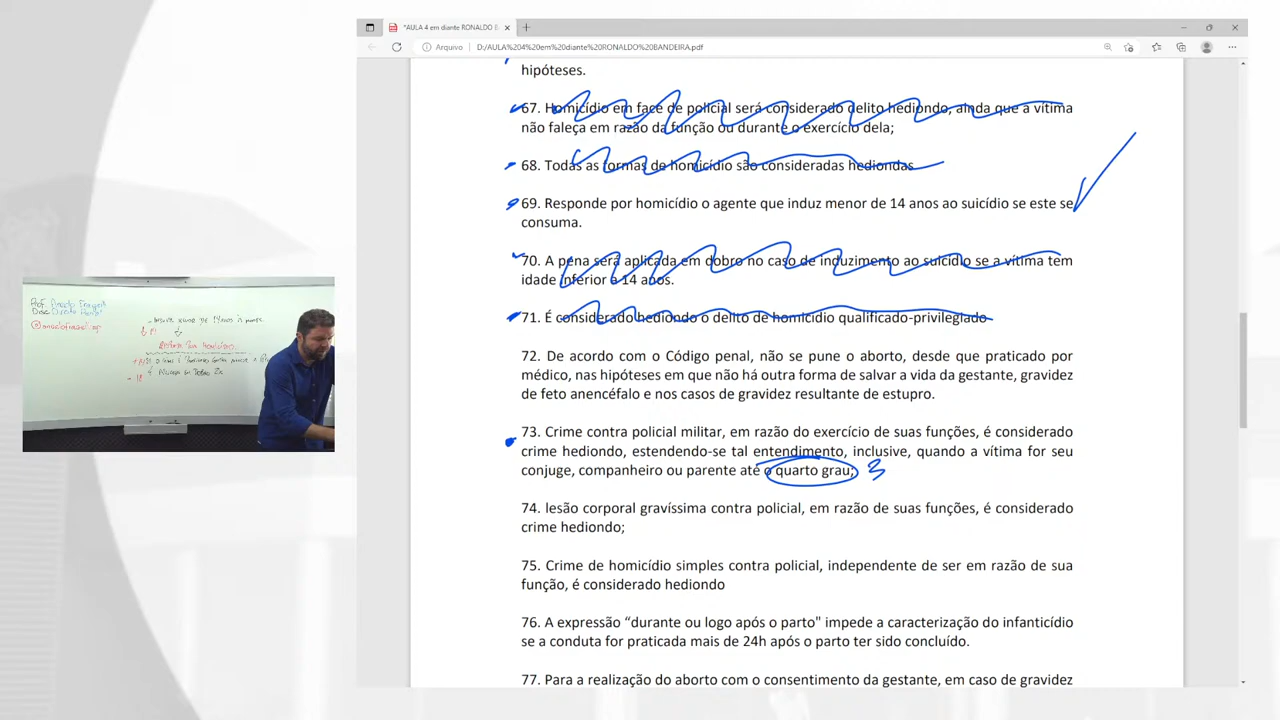 *AULA 4 em diante RONALDO B
Arquivo
D:/AULA%204%20em%20diante%20RONALDO%20BANDEIRA.pdf
hipóteses.
67. Homicídio em face de policial será considerado delito hediondo, ainda que a vítima
não faleça em razão da função ou durante o exercício dela;
68. Todas as formas de homicídio são consideradas hediondas
69. Responde por homicídio o agente que induz menor de 14 anos ao suicídio se este se
consuma.
70. A pena será aplicada em dobro no caso de induzimento ao suicídio se a vítima tem
idade inferior a 14 anos.
71. É considerado hediondo o delito de homicídio qualificado-privilegiado
72. De acordo com o Código penal, não se pune o aborto, desde que praticado por
médico, nas hipóteses em que não há outra forma de salvar a vida da gestante, gravidez
de feto anencéfalo e nos casos de gravidez resultante de estupro.
73. Crime contra policial militar, em razão do exercício de suas funções, é considerado
crime hediondo, estendendo-se tal entendimento, inclusive, quando a vítima for seu
conjuge, companheiro ou parente até o quarto grau; 3
74. lesão corporal gravíssima contra policial, em razão de suas funções, é considerado
crime hediondo;
75. Crime de homicídio simples contra policial, independente de ser em razão de sua
função, é considerado hediondo
76. A expressão “durante ou logo após o parto" impede a caracterização do infanticídio
se a conduta for praticada mais de 24h após o parto ter sido concluído.
77. Para a realização do aborto com o consentimento da gestante, em caso de gravidez